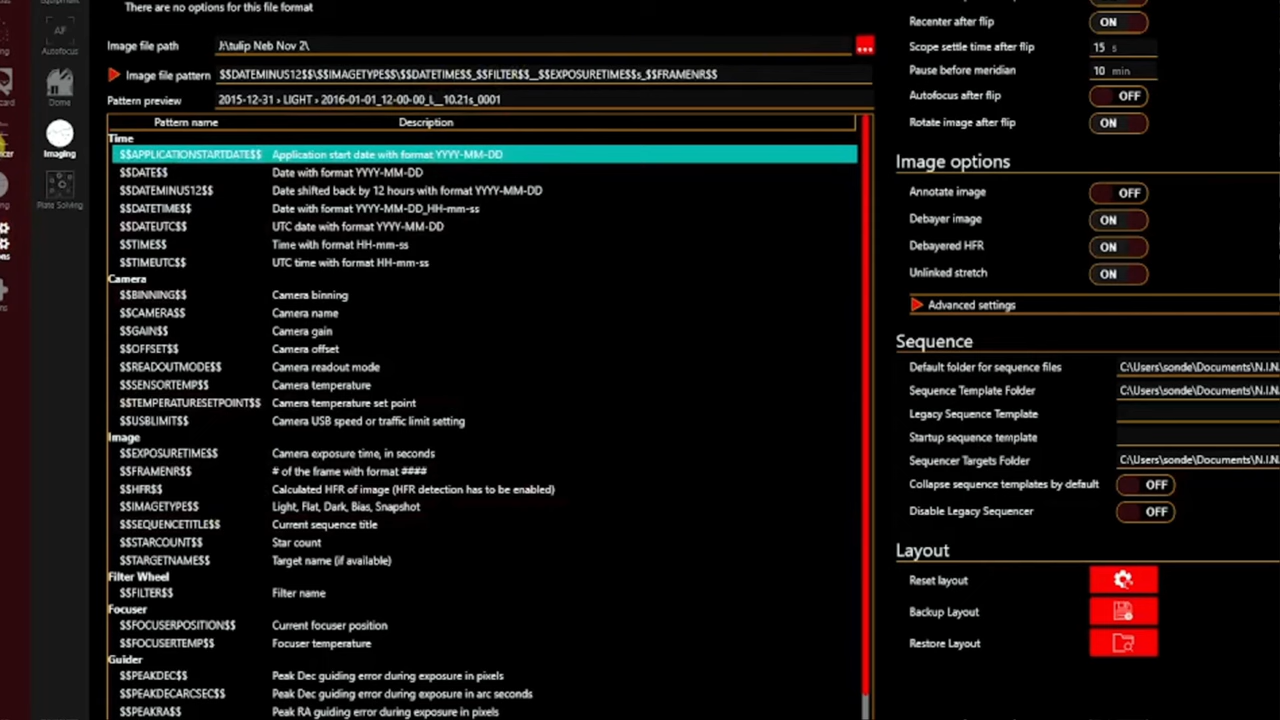 There are no options for this file format
Autofocus
Image file path J:\tulip Neb Nov 2\ ...
Image file pattern $$DATEMINUS12$$\$$IMAGETYPE$$\$$DATETIME$$_$$FILTER$$__$$EXPOSURETIME$$s_$$FRAMENR$$
Dome
Pattern preview 2015-12-31 › LIGHT › 2016-01-01_12-00-00_L__10.21s_0001
Pattern name Description
Time
Imaging
$$APPLICATIONSTARTDATE$$ Application start date with format YYYY-MM-DD
$$DATE$$ Date with format YYYY-MM-DD
$$DATEMINUS12$$ Date shifted back by 12 hours with format YYYY-MM-DD
Plate Solving
$$DATETIME$$ Date with format YYYY-MM-DD_HH-mm-ss
$$DATEUTC$$ UTC date with format YYYY-MM-DD
$$TIME$$ Time with format HH-mm-ss
$$TIMEUTC$$ UTC time with format HH-mm-ss
Camera
$$BINNING$$ Camera binning
$$CAMERA$$ Camera name
$$GAIN$$ Camera gain
$$OFFSET$$ Camera offset
$$READOUTMODE$$ Camera readout mode
$$SENSORTEMP$$ Camera temperature
$$TEMPERATURESETPOINT$$ Camera temperature set point
$$USBLIMIT$$ Camera USB speed or traffic limit setting
Image
$$EXPOSURETIME$$ Camera exposure time, in seconds
$$FRAMENR$$ # of the frame with format ####
$$HFR$$ Calculated HFR of image (HFR detection has to be enabled)
$$IMAGETYPE$$ Light, Flat, Dark, Bias, Snapshot
$$SEQUENCETITLE$$ Current sequence title
$$STARCOUNT$$ Star count
$$TARGETNAME$$ Target name (if available)
Filter Wheel
$$FILTER$$ Filter name
Focuser
$$FOCUSERPOSITION$$ Current focuser position
$$FOCUSERTEMP$$ Focuser temperature
Guider
$$PEAKDEC$$ Peak Dec guiding error during exposure in pixels
$$PEAKDECARCSEC$$ Peak Dec guiding error during exposure in arc seconds
$$PEAKRA$$ Peak RA guiding error during exposure in pixels
Recenter after flip ON
Scope settle time after flip 15 s
Pause before meridian 10 min
Autofocus after flip OFF
Rotate image after flip ON
Image options
Annotate image OFF
Debayer image ON
Debayered HFR ON
Unlinked stretch ON
Advanced settings
Sequence
Default folder for sequence files C:\Users\sonde\Documents\N.I.N.
Sequence Template Folder C:\Users\sonde\Documents\N.I.N.
Legacy Sequence Template
Startup sequence template
Sequencer Targets Folder C:\Users\sonde\Documents\N.I.N.
Collapse sequence templates by default OFF
Disable Legacy Sequencer OFF
Layout
Reset layout
Backup Layout
Restore Layout